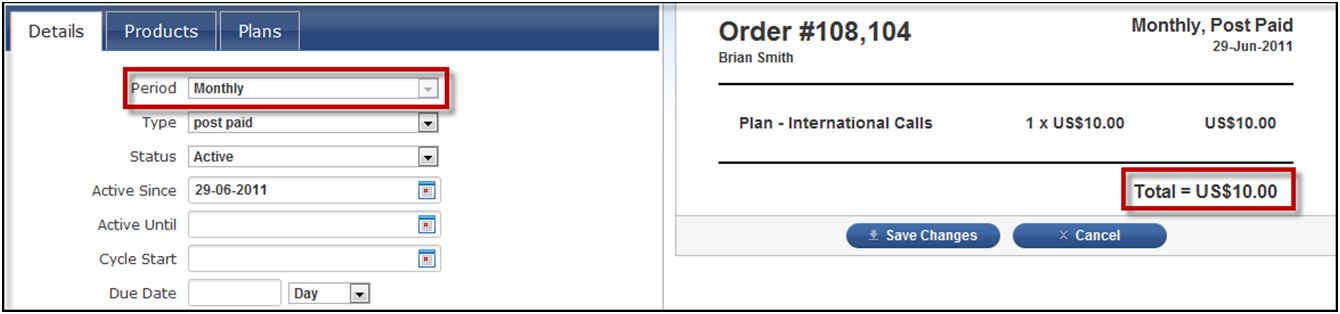 Details Products Plans
Period Monthly
Type post paid
Status Active
Active Since 29-06-2011
Active Until
Cycle Start
Due Date Day
Order #108,104
Monthly, Post Paid
Brian Smith
29-Jun-2011
Plan - International Calls 1 x US$10.00 US$10.00
Total = US$10.00
Save Changes Cancel